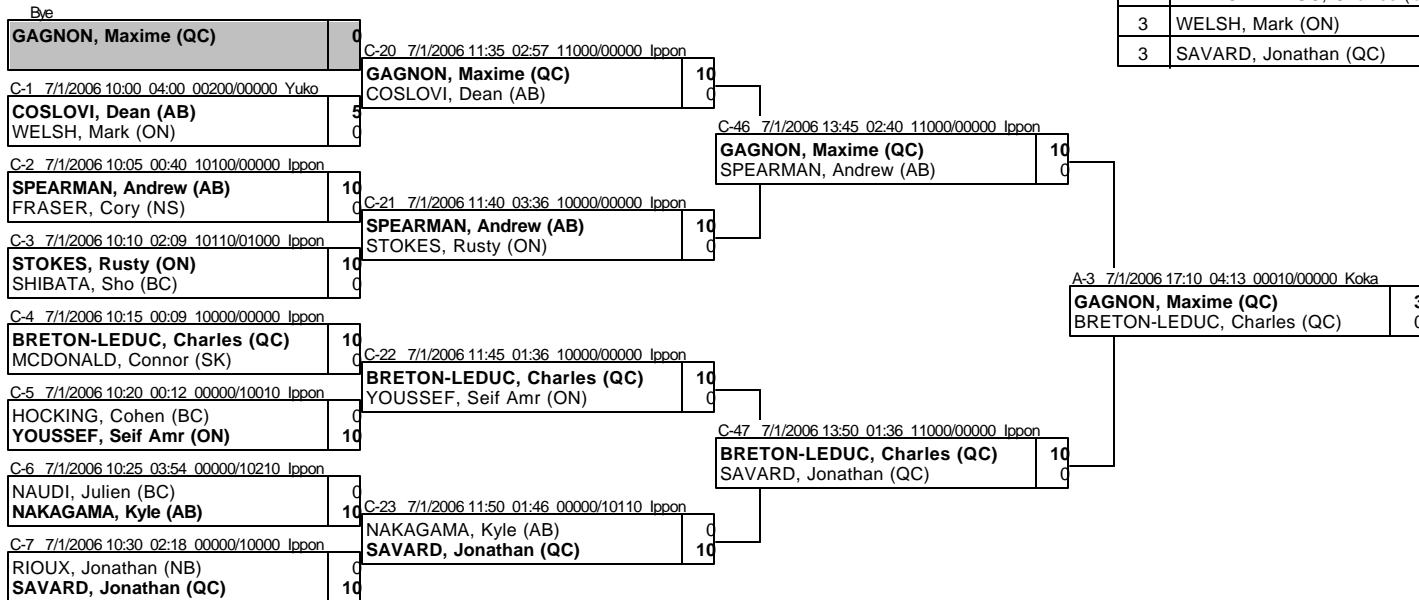 Bye
GAGNON, Maxime (QC) 0
C-1 7/1/2006 10:00 04:00 00200/00000 Yuko
COSLOVI, Dean (AB) 5
WELSH, Mark (ON) 0
C-2 7/1/2006 10:05 00:40 10100/00000 Ippon
SPEARMAN, Andrew (AB) 10
FRASER, Cory (NS) 0
C-3 7/1/2006 10:10 02:09 10110/01000 Ippon
STOKES, Rusty (ON) 10
SHIBATA, Sho (BC) 0
C-4 7/1/2006 10:15 00:09 10000/00000 Ippon
BRETON-LEDUC, Charles (QC) 10
MCDONALD, Connor (SK) 0
C-5 7/1/2006 10:20 00:12 00000/10010 Ippon
HOCKING, Cohen (BC) 0
YOUSSEF, Seif Amr (ON) 10
C-6 7/1/2006 10:25 03:54 00000/10210 Ippon
NAUDI, Julien (BC) 0
NAKAGAMA, Kyle (AB) 10
C-7 7/1/2006 10:30 02:18 00000/10000 Ippon
RIOUX, Jonathan (NB) 0
SAVARD, Jonathan (QC) 10
C-20 7/1/2006 11:35 02:57 11000/00000 Ippon
GAGNON, Maxime (QC) 10
COSLOVI, Dean (AB) 0
C-21 7/1/2006 11:40 03:36 10000/00000 Ippon
SPEARMAN, Andrew (AB) 10
STOKES, Rusty (ON) 0
C-22 7/1/2006 11:45 01:36 10000/00000 Ippon
BRETON-LEDUC, Charles (QC) 10
YOUSSEF, Seif Amr (ON) 0
C-23 7/1/2006 11:50 01:46 00000/10110 Ippon
NAKAGAMA, Kyle (AB) 0
SAVARD, Jonathan (QC) 10
C-46 7/1/2006 13:45 02:40 11000/00000 Ippon
GAGNON, Maxime (QC) 10
SPEARMAN, Andrew (AB) 0
C-47 7/1/2006 13:50 01:36 11000/00000 Ippon
BRETON-LEDUC, Charles (QC) 10
SAVARD, Jonathan (QC) 0
A-3 7/1/2006 17:10 04:13 00010/00000 Koka
GAGNON, Maxime (QC) 3
BRETON-LEDUC, Charles (QC) 0
3 WELSH, Mark (ON)
3 SAVARD, Jonathan (QC)